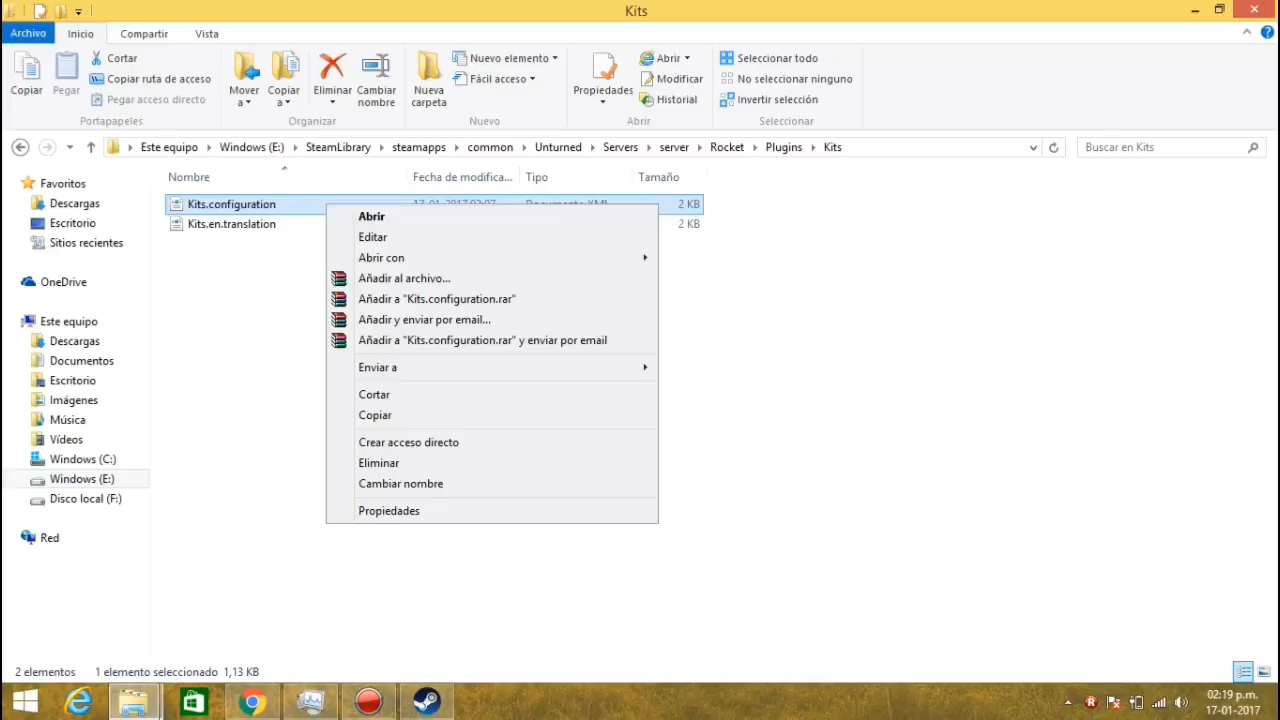 Kits
Archivo Inicio Compartir Vista
Copiar
Pegar
Cortar
Copiar ruta de acceso
Pegar acceso directo
Portapapeles
Mover a
Copiar a
Eliminar
Cambiar nombre
Organizar
Nueva carpeta
Nuevo elemento
Fácil acceso
Nuevo
Propiedades
Abrir
Modificar
Historial
Abrir
Seleccionar todo
No seleccionar ninguno
Invertir selección
Seleccionar
Este equipo Windows (E:) SteamLibrary steamapps common Unturned Servers server Rocket Plugins Kits
Buscar en Kits
Nombre Fecha de modifica... Tipo Tamaño
Kits.configuration 17-01-2017 02:07 Documento XML 2 KB
Kits.en.translation 2 KB
Favoritos
Descargas
Escritorio
Sitios recientes
OneDrive
Este equipo
Descargas
Documentos
Escritorio
Imágenes
Música
Vídeos
Windows (C:)
Windows (E:)
Disco local (F:)
Red
Abrir
Editar
Abrir con
Añadir al archivo...
Añadir a "Kits.configuration.rar"
Añadir y enviar por email...
Añadir a "Kits.configuration.rar" y enviar por email
Enviar a
Cortar
Copiar
Crear acceso directo
Eliminar
Cambiar nombre
Propiedades
2 elementos 1 elemento seleccionado 1,13 KB
02:19 p.m.
17-01-2017